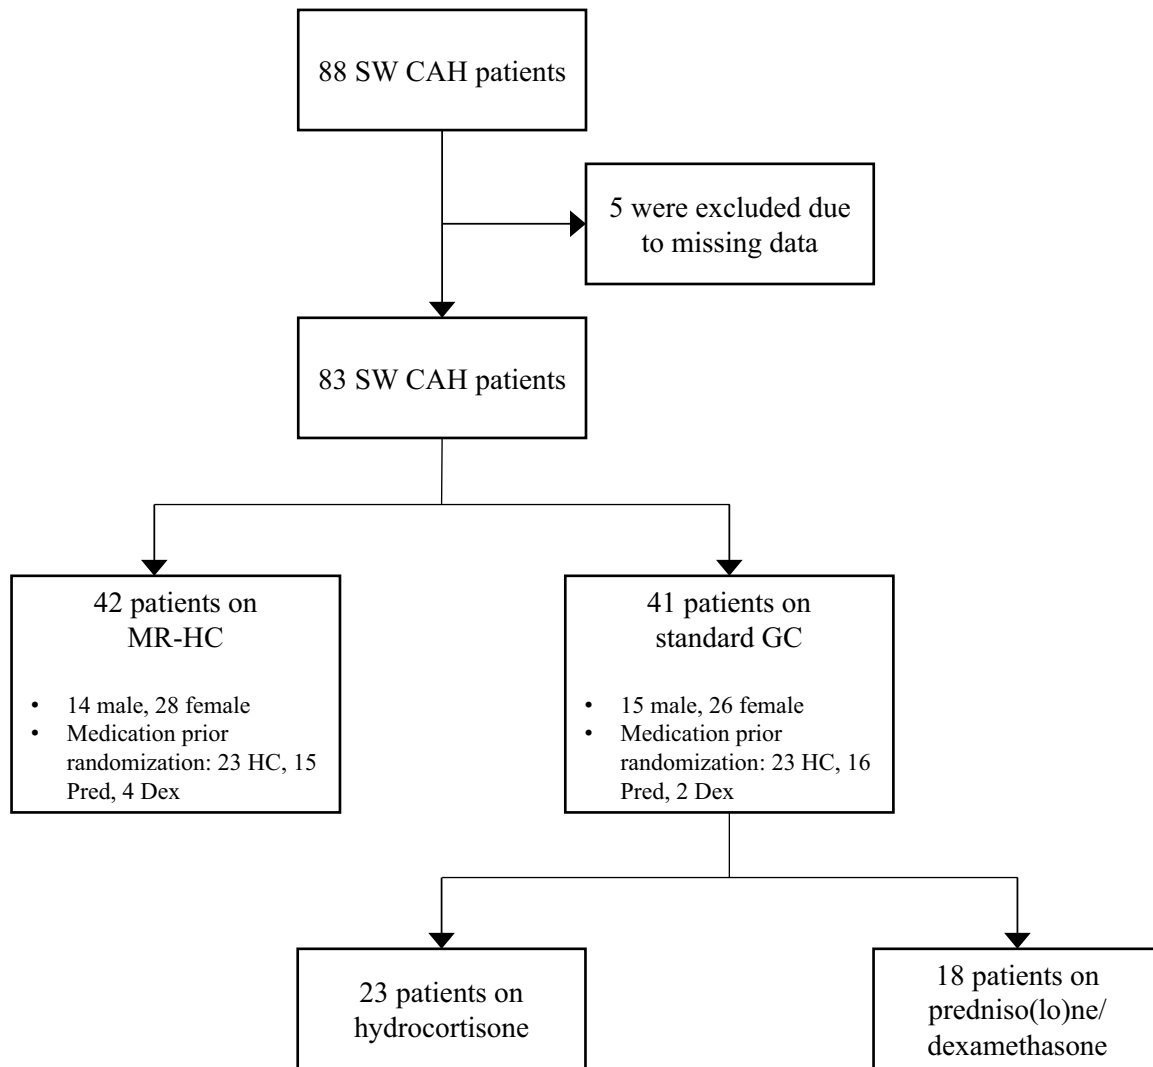 88 SW CAH patients
5 were excluded due
to missing data
83 SW CAH patients
42 patients on
MR-HC
• 14 male, 28 female
• Medication prior
randomization: 23 HC, 15
Pred, 4 Dex
41 patients on
standard GC
• 15 male, 26 female
• Medication prior
randomization: 23 HC, 16
Pred, 2 Dex
23 patients on
hydrocortisone
18 patients on
predniso(lo)ne/
dexamethasone